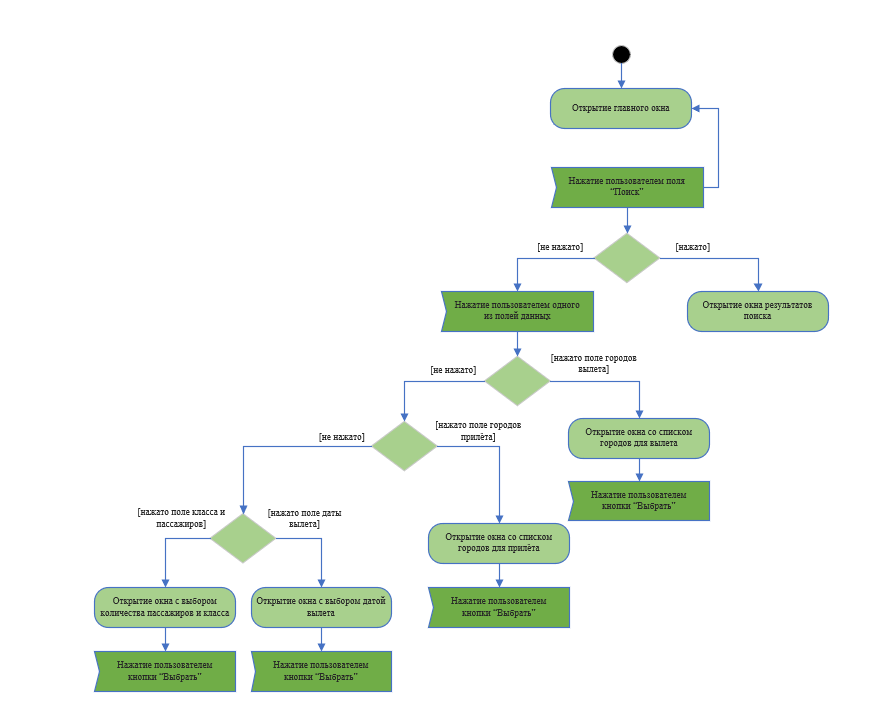 Открытие главного окна
Нажатие пользователем поля
“Поиск”
[не нажато]
[нажато]
Нажатие пользователем одного
из полей данных
Открытие окна результатов
поиска
[не нажато]
[нажато поле городов
вылета]
[не нажато]
[нажато поле городов
прилёта]
Открытие окна со списком
городов для вылета
Нажатие пользователем
кнопки “Выбрать”
[нажато поле класса и
пассажиров]
[нажато поле даты
вылета]
Открытие окна со списком
городов для прилёта
Открытие окна с выбором
количества пассажиров и класса
Открытие окна с выбором датой
вылета
Нажатие пользователем
кнопки “Выбрать”
Нажатие пользователем
кнопки “Выбрать”
Нажатие пользователем
кнопки “Выбрать”